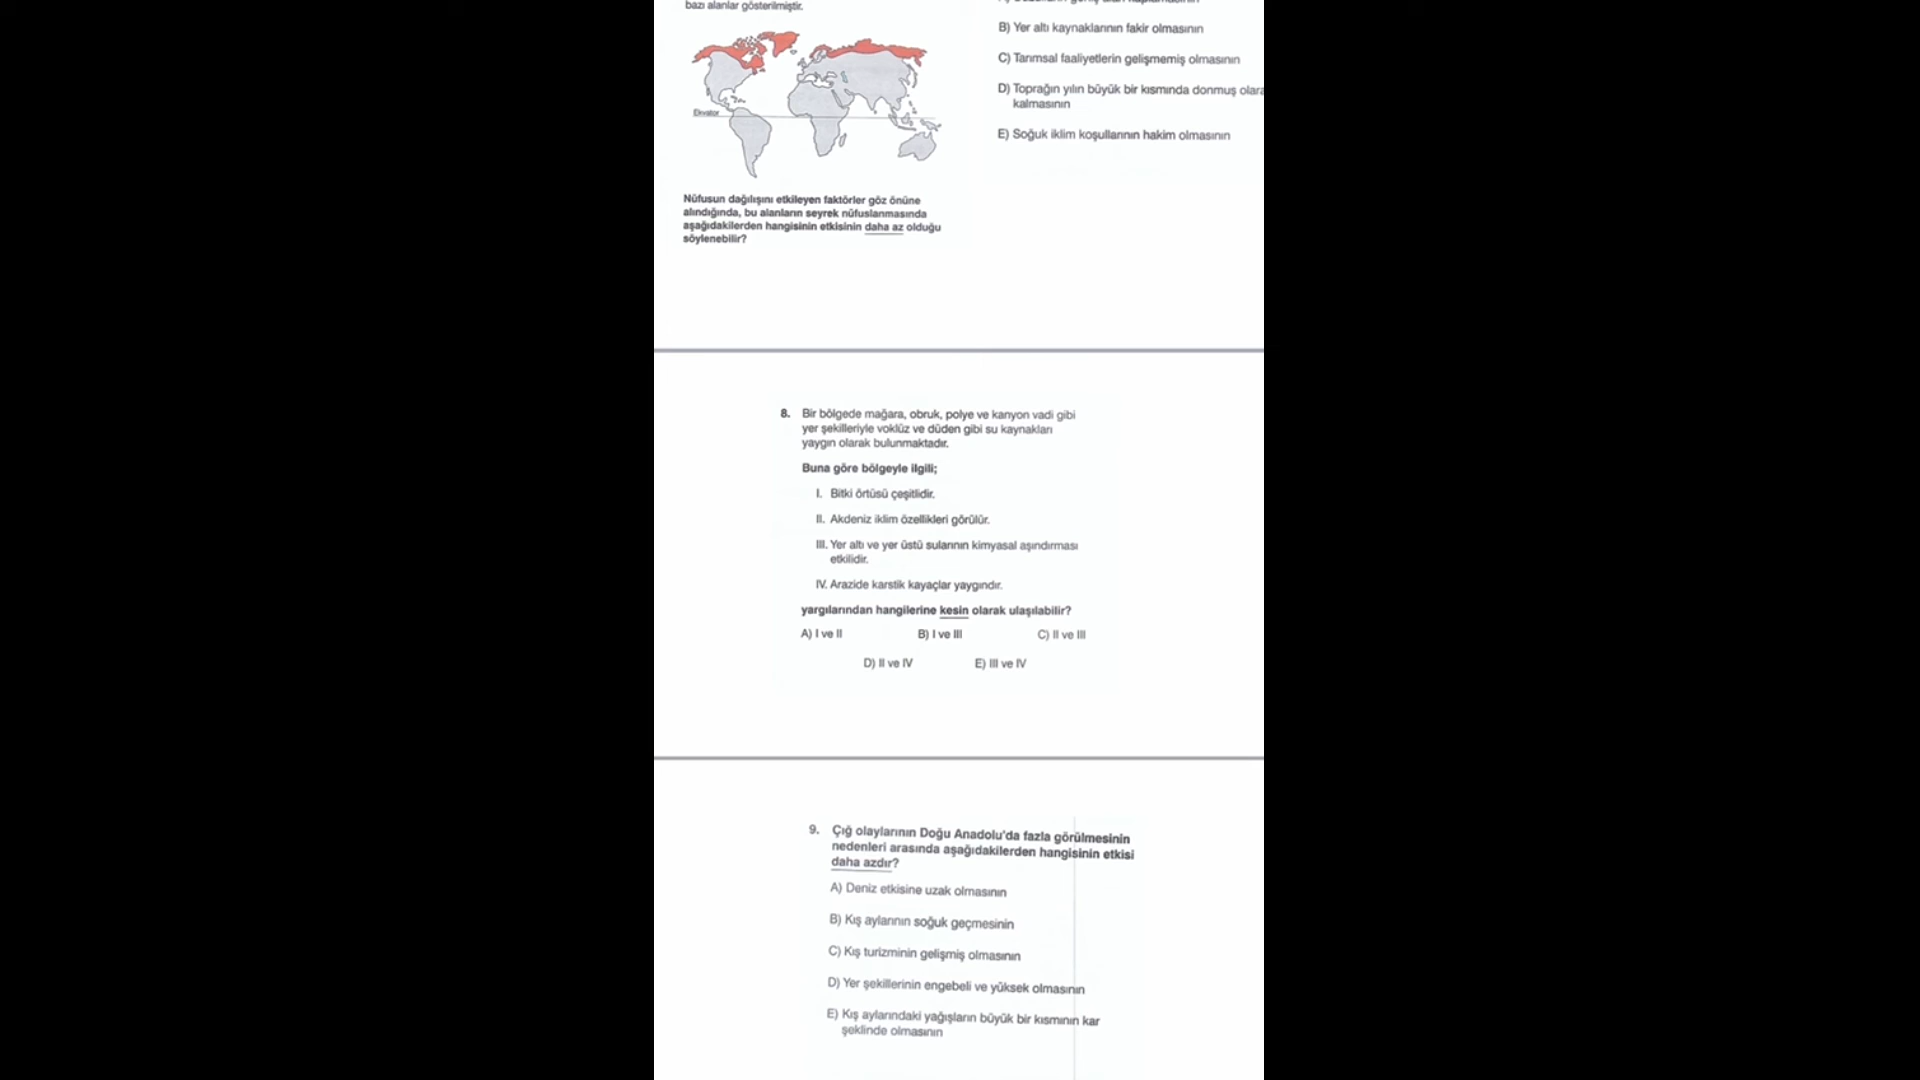 bazı alanlar gösterilmiştir.
Ekvator
Nüfusun dağılışını etkileyen faktörler göz önüne
alındığında, bu alanların seyrek nüfuslanmasında
aşağıdakilerden hangisinin etkisinin daha az olduğu
söylenebilir?
B) Yer altı kaynaklarının fakir olmasının
C) Tarımsal faaliyetlerin gelişmemiş olmasının
D) Toprağın yılın büyük bir kısmında donmuş olara
kalmasının
E) Soğuk iklim koşullarının hakim olmasının
8. Bir bölgede mağara, obruk, polye ve kanyon vadi gibi
yer şekilleriyle voklüz ve düden gibi su kaynakları
yaygın olarak bulunmaktadır.
Buna göre bölgeyle ilgili;
I. Bitki örtüsü çeşitlidir.
II. Akdeniz iklim özellikleri görülür.
III. Yer altı ve yer üstü sularının kimyasal aşındırması
etkilidir.
IV. Arazide karstik kayaçlar yaygındır.
yargılarından hangilerine kesin olarak ulaşılabilir?
A) I ve II B) I ve III C) II ve III
D) II ve IV E) III ve IV
9. Çığ olaylarının Doğu Anadolu'da fazla görülmesinin
nedenleri arasında aşağıdakilerden hangisinin etkisi
daha azdır?
A) Deniz etkisine uzak olmasının
B) Kış aylarının soğuk geçmesinin
C) Kış turizminin gelişmiş olmasının
D) Yer şekillerinin engebeli ve yüksek olmasının
E) Kış aylarındaki yağışların büyük bir kısmının kar
şeklinde olmasının